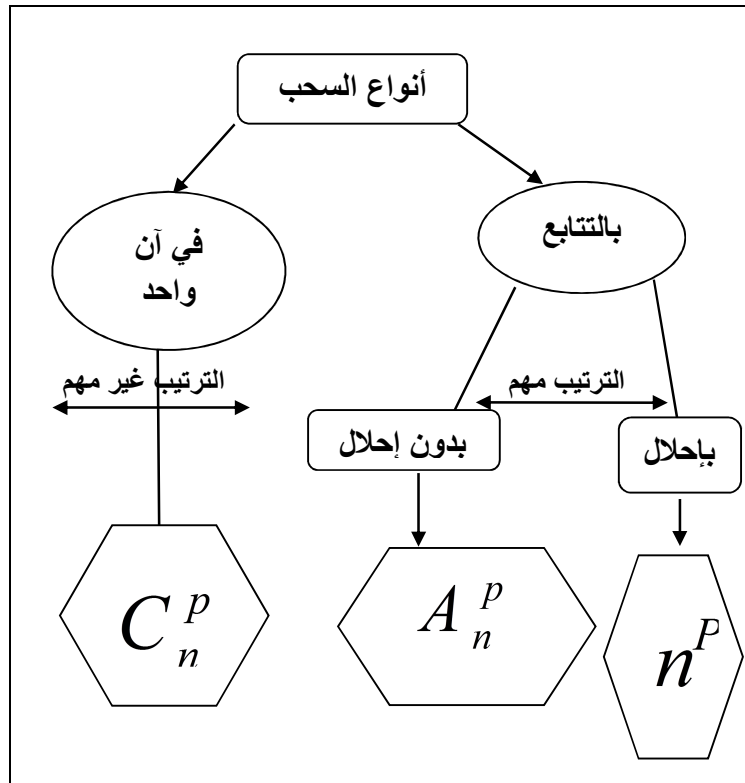 أنواع السحب
بالتتابع
في آن
واحد
الترتيب مهم
الترتيب غير مهم
بإحلال
بدون إحلال
n^P
A_n^p
C_n^p